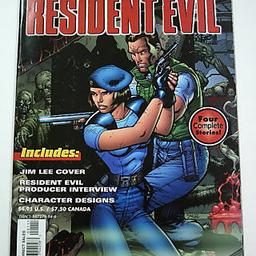 RESIDENT EVIL
Four
Complete
Stories!
Includes:
JIM LEE COVER
RESIDENT EVIL
PRODUCER INTERVIEW
CHARACTER DESIGNS
$4.95 U.S. / $7.50 CANADA